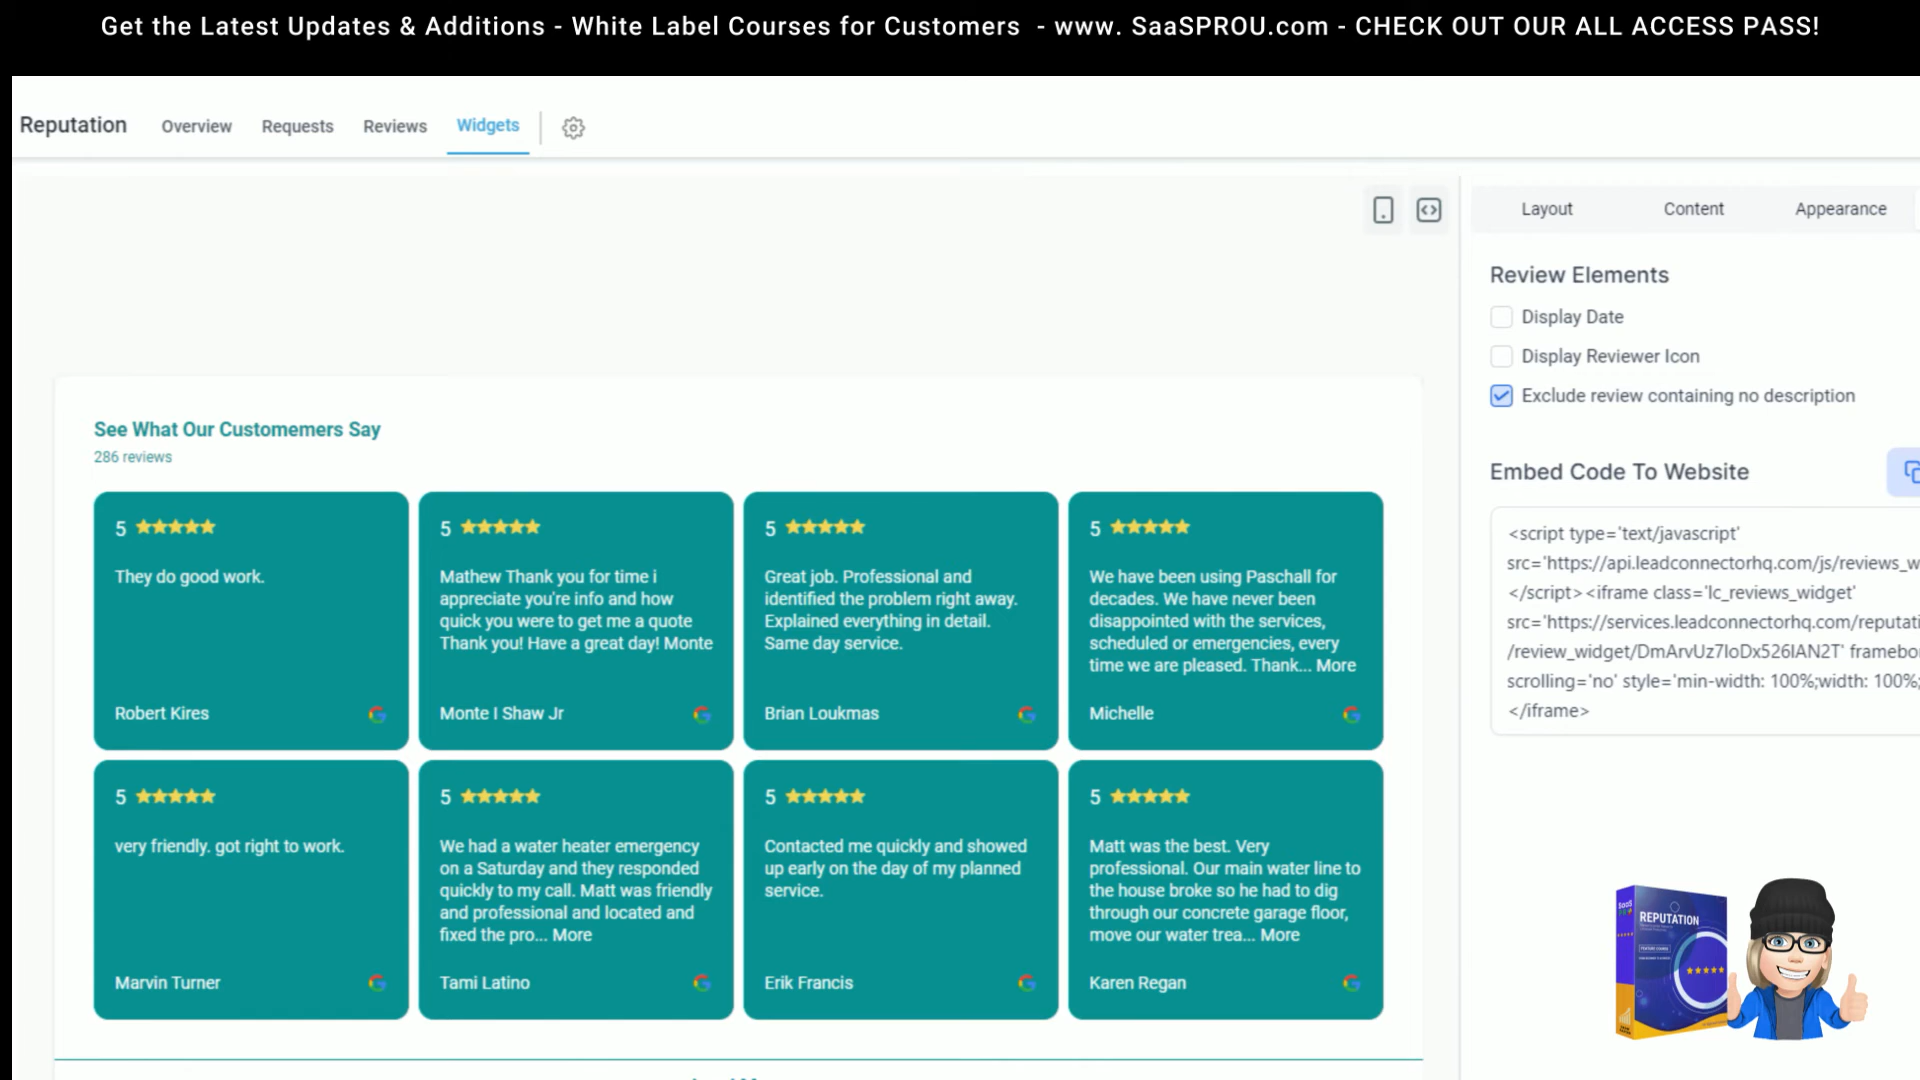 Get the Latest Updates & Additions - White Label Courses for Customers - www. SaaSPROU.com - CHECK OUT OUR ALL ACCESS PASS!
Reputation
Overview
Requests
Reviews
Widgets
Layout
Content
Appearance
Review Elements
Display Date
Display Reviewer Icon
Exclude review containing no description
Embed Code To Website
<script type='text/javascript'
src='https://api.leadconnectorhq.com/js/reviews_w
</script><iframe class='lc_reviews_widget'
src='https://services.leadconnectorhq.com/reputati
/review_widget/DmArvUz7IoDx526IAN2T' framebo
scrolling='no' style='min-width: 100%;width: 100%;
</iframe>
See What Our Custommemers Say
286 reviews
5
They do good work.
Robert Kires
5
Mathew Thank you for time i
appreciate you're info and how
quick you were to get me a quote
Thank you! Have a great day! Monte
Monte I Shaw Jr
5
Great job. Professional and
identified the problem right away.
Explained everything in detail.
Same day service.
Brian Loukmas
5
We have been using Paschall for
decades. We have never been
disappointed with the services,
scheduled or emergencies, every
time we are pleased. Thank... More
Michelle
5
very friendly. got right to work.
Marvin Turner
5
We had a water heater emergency
on a Saturday and they responded
quickly to my call. Matt was friendly
and professional and located and
fixed the pro... More
Tami Latino
5
Contacted me quickly and showed
up early on the day of my planned
service.
Erik Francis
5
Matt was the best. Very
professional. Our main water line to
the house broke so he had to dig
through our concrete garage floor,
move our water trea... More
Karen Regan
REPUTATION